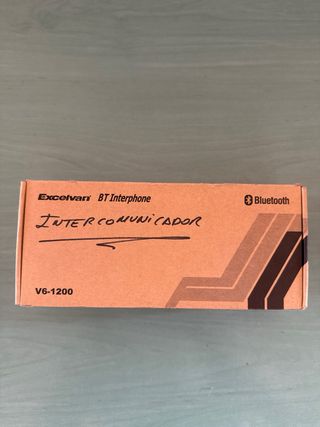 Excelvan BT Interphone
Bluetooth
INTERCOMUNICADOR
V6-1200